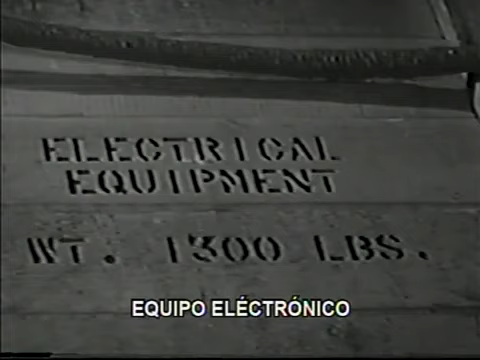 ELECTRICAL
EQUIPMENT
WT. 1300 LBS.
EQUIPO ELÉCTRÓNICO